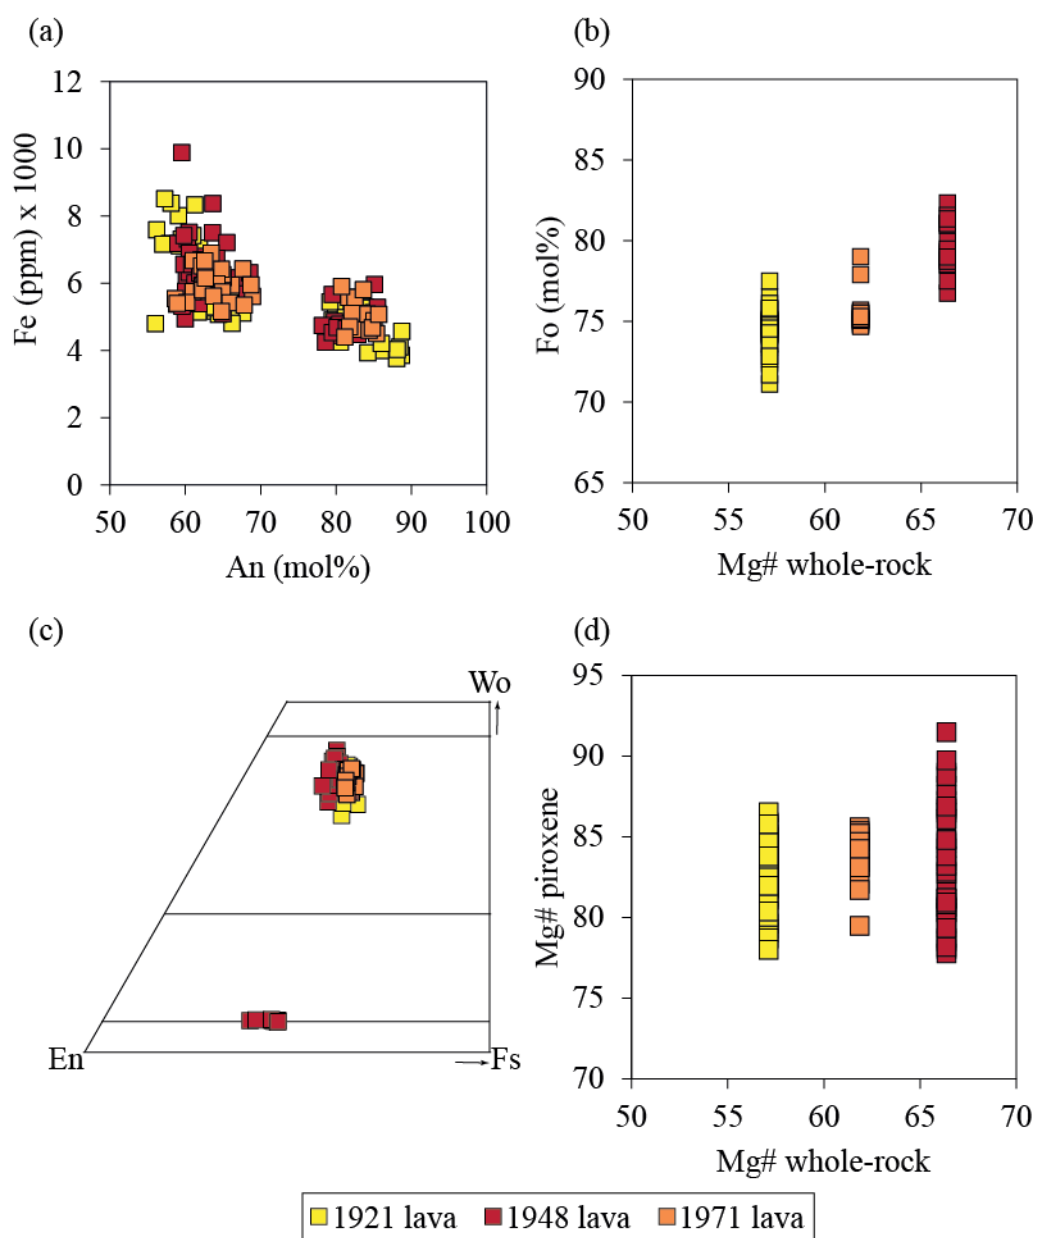 (a)
Fe (ppm) x 1000
12
10
8
6
4
2
0
50 60 70 80 90 100
An (mol%)
(b)
Fo (mol%)
90
85
80
75
70
65
50 55 60 65 70
Mg# whole-rock
(c)
Wo
En
Fs
(d)
Mg# piroxene
95
90
85
80
75
70
50 55 60 65 70
Mg# whole-rock
1921 lava 1948 lava 1971 lava